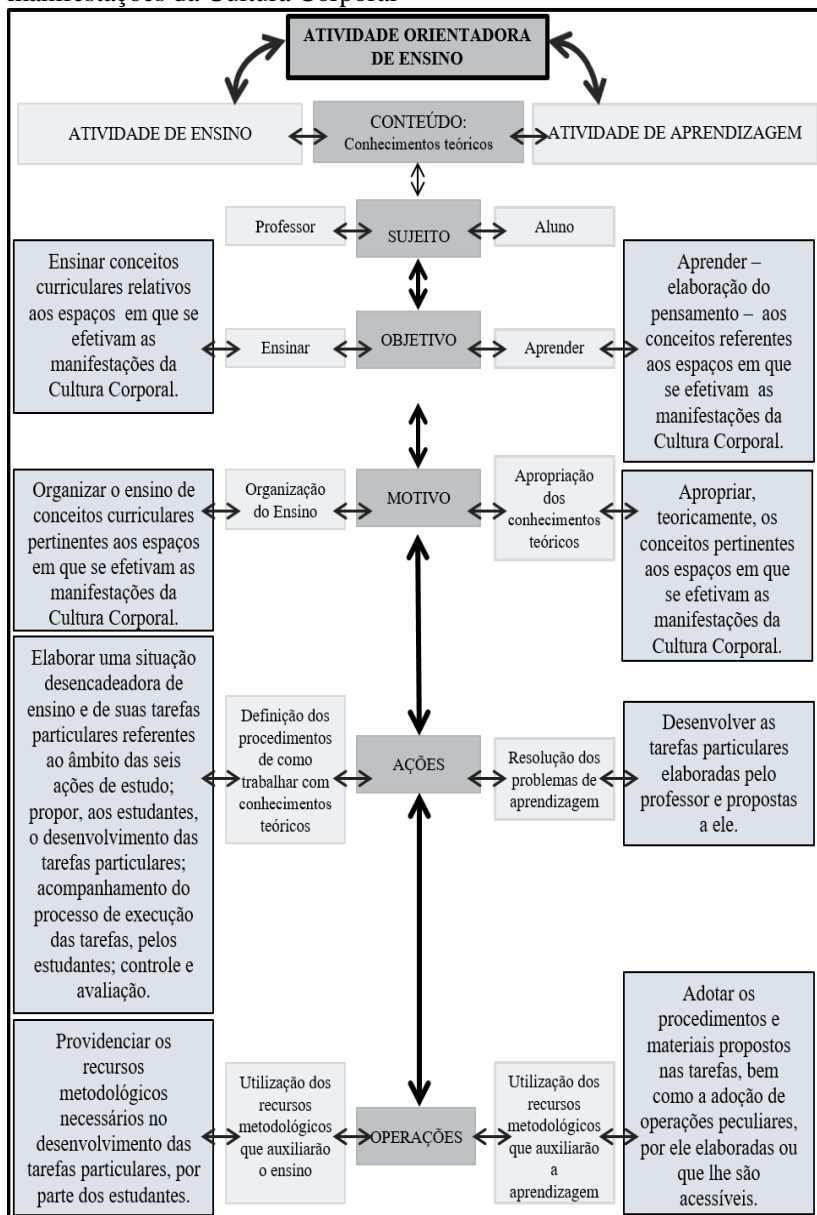 manifestações da Cultura Corporal
ATIVIDADE ORIENTADORA
DE ENSINO
ATIVIDADE DE ENSINO
CONTEÚDO:
Conhecimentos teóricos
ATIVIDADE DE APRENDIZAGEM
Professor
SUJEITO
Aluno
Ensinar conceitos
curriculares relativos
aos espaços em que se
efetivam as
manifestações da
Cultura Corporal.
Ensinar
OBJETIVO
Aprender
Aprender –
elaboração do
pensamento – aos
conceitos referentes
aos espaços em que
se efetivam as
manifestações da
Cultura Corporal.
Organizar o ensino de
conceitos curriculares
pertinentes aos espaços
em que se efetivam as
manifestações da
Cultura Corporal.
Organização
do Ensino
MOTIVO
Apropriação
dos
conhecimentos
teóricos
Apropriar,
teoricamente, os
conceitos pertinentes
aos espaços em que
se efetivam as
manifestações da
Cultura Corporal.
Elaborar uma situação
desencadeadora de
ensino e de suas tarefas
particulares referentes
ao âmbito das seis
ações de estudo;
propor, aos estudantes,
o desenvolvimento das
tarefas particulares;
acompanhamento do
processo de execução
das tarefas, pelos
estudantes; controle e
avaliação.
Definição dos
procedimentos
de como
trabalhar com
conhecimentos
teóricos
AÇÕES
Resolução dos
problemas de
aprendizagem
Desenvolver as
tarefas particulares
elaboradas pelo
professor e propostas
a ele.
Providenciar os
recursos
metodológicos
necessários no
desenvolvimento das
tarefas particulares, por
parte dos estudantes.
Utilização dos
recursos
metodológicos
que auxiliarão
o ensino
OPERAÇÕES
Utilização dos
recursos
metodológicos
que auxiliarão
a
aprendizagem
Adotar os
procedimentos e
materiais propostos
nas tarefas, bem
como a adoção de
operações peculiares,
por ele elaboradas ou
que lhe são
acessíveis.